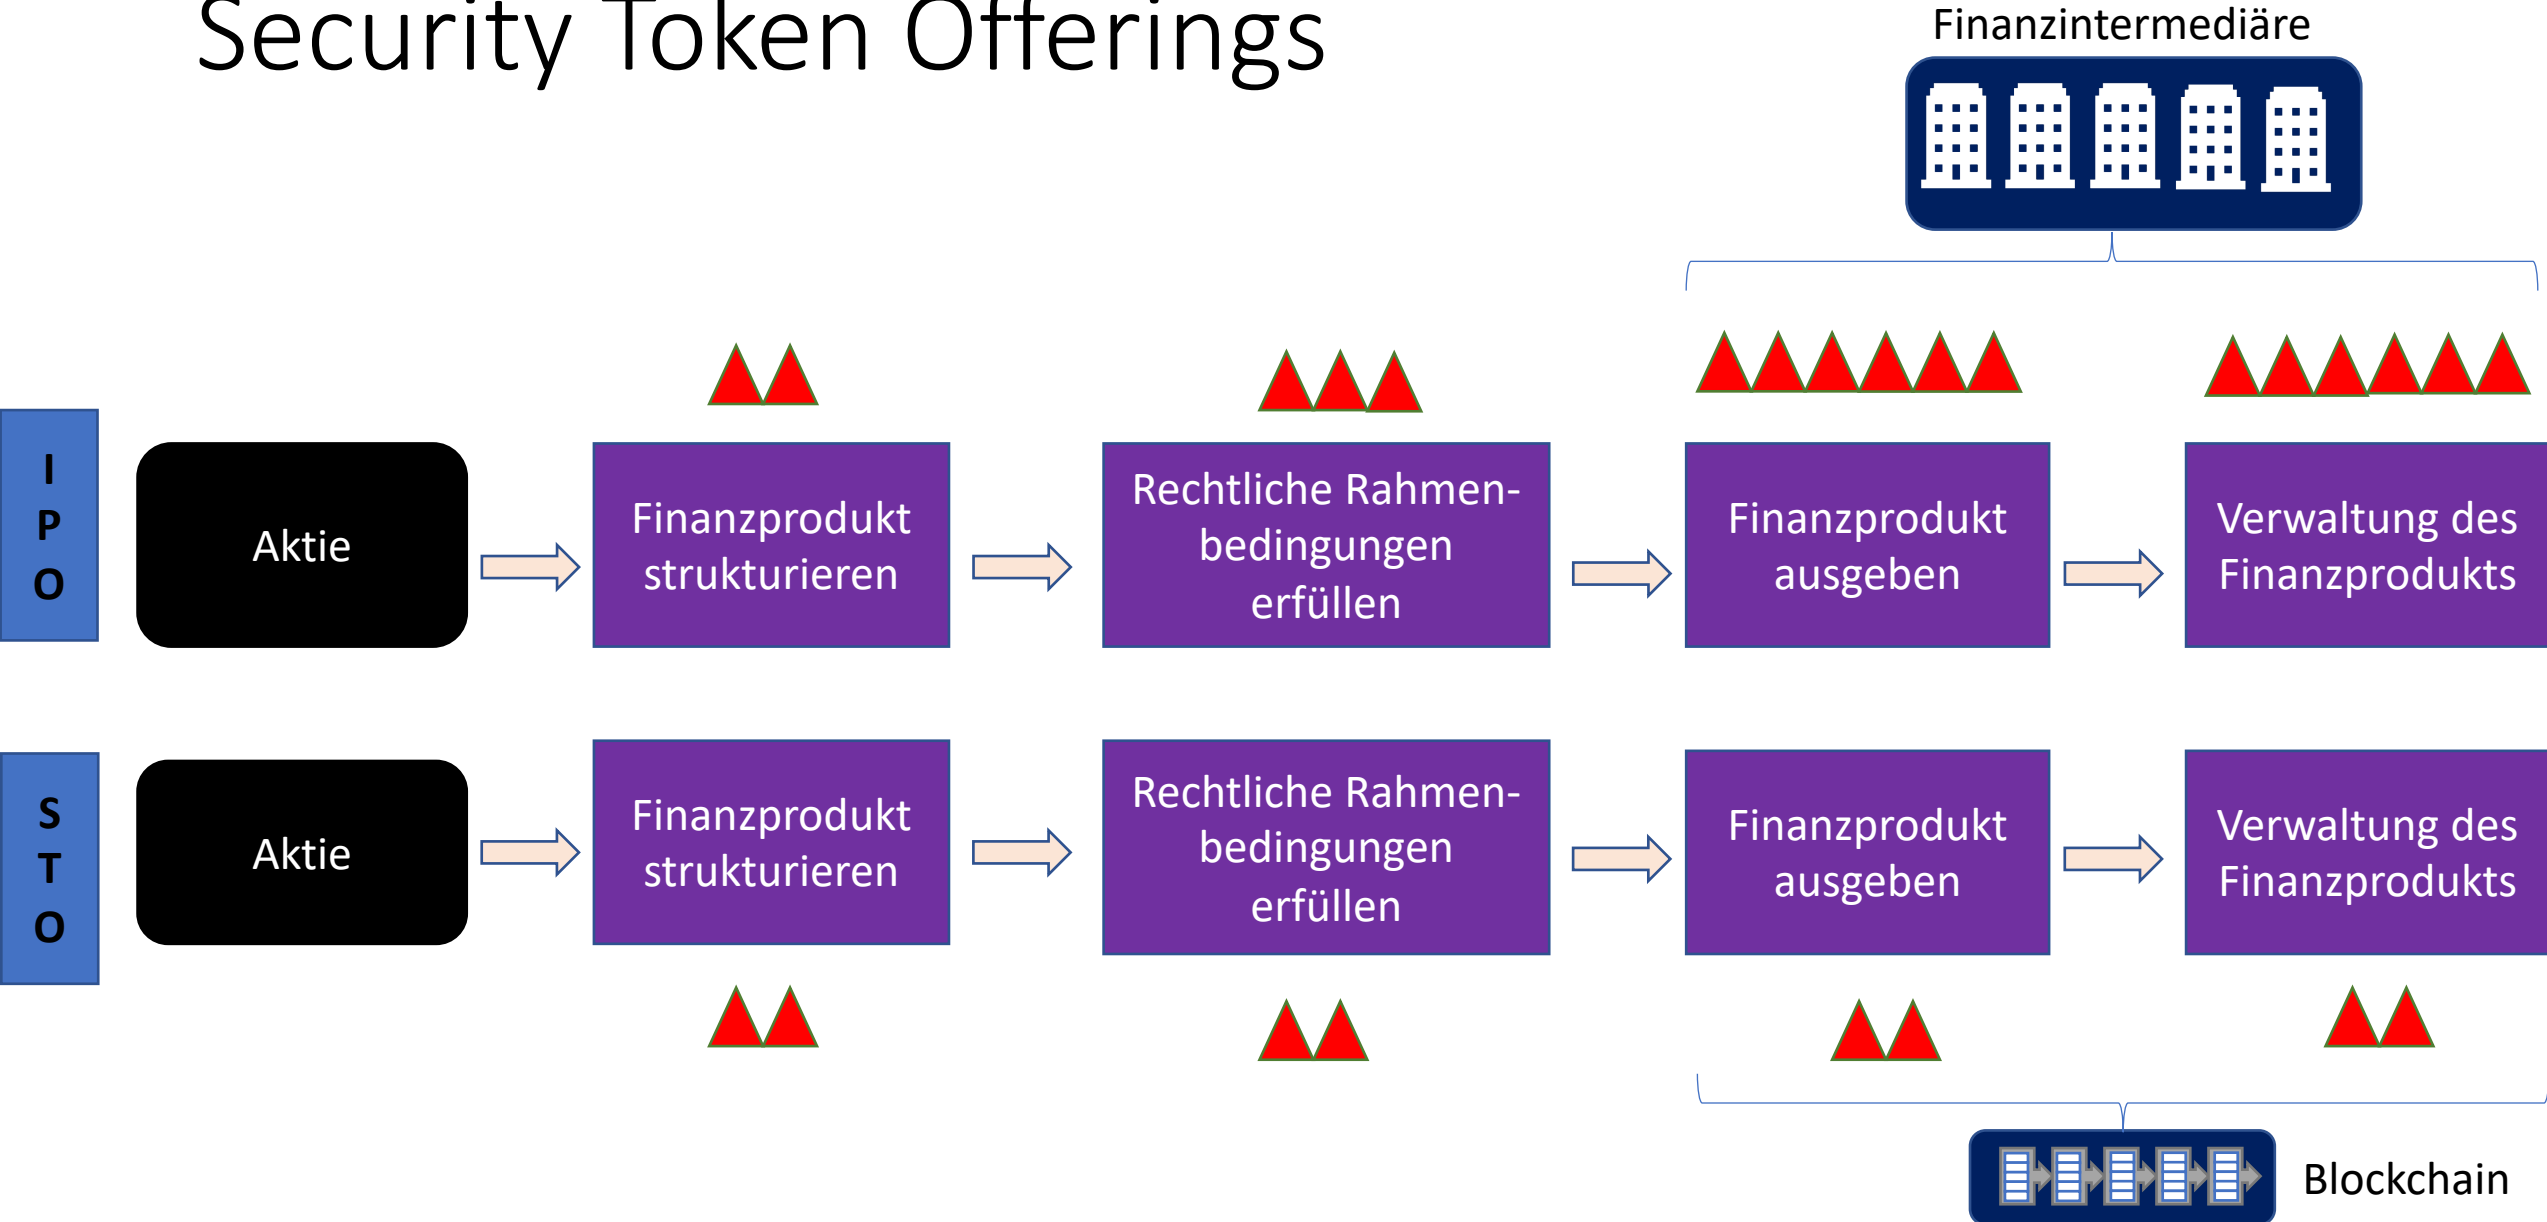 Security Token Offerings
Finanzintermediäre
I
P
O
Aktie
Finanzprodukt
strukturieren
Rechtliche Rahmen-
bedingungen
erfüllen
Finanzprodukt
ausgeben
Verwaltung des
Finanzprodukts
S
T
O
Aktie
Finanzprodukt
strukturieren
Rechtliche Rahmen-
bedingungen
erfüllen
Finanzprodukt
ausgeben
Verwaltung des
Finanzprodukts
Blockchain